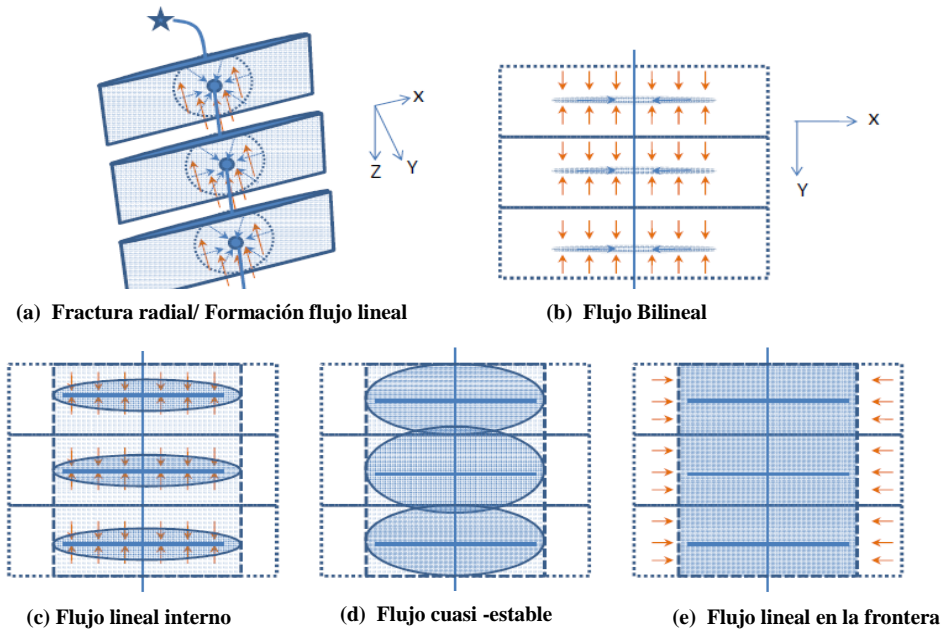 X
Z
Y
X
Y
(a) Fractura radial/ Formación flujo lineal
(b) Flujo Bilineal
(c) Flujo lineal interno
(d) Flujo cuasi -estable
(e) Flujo lineal en la frontera